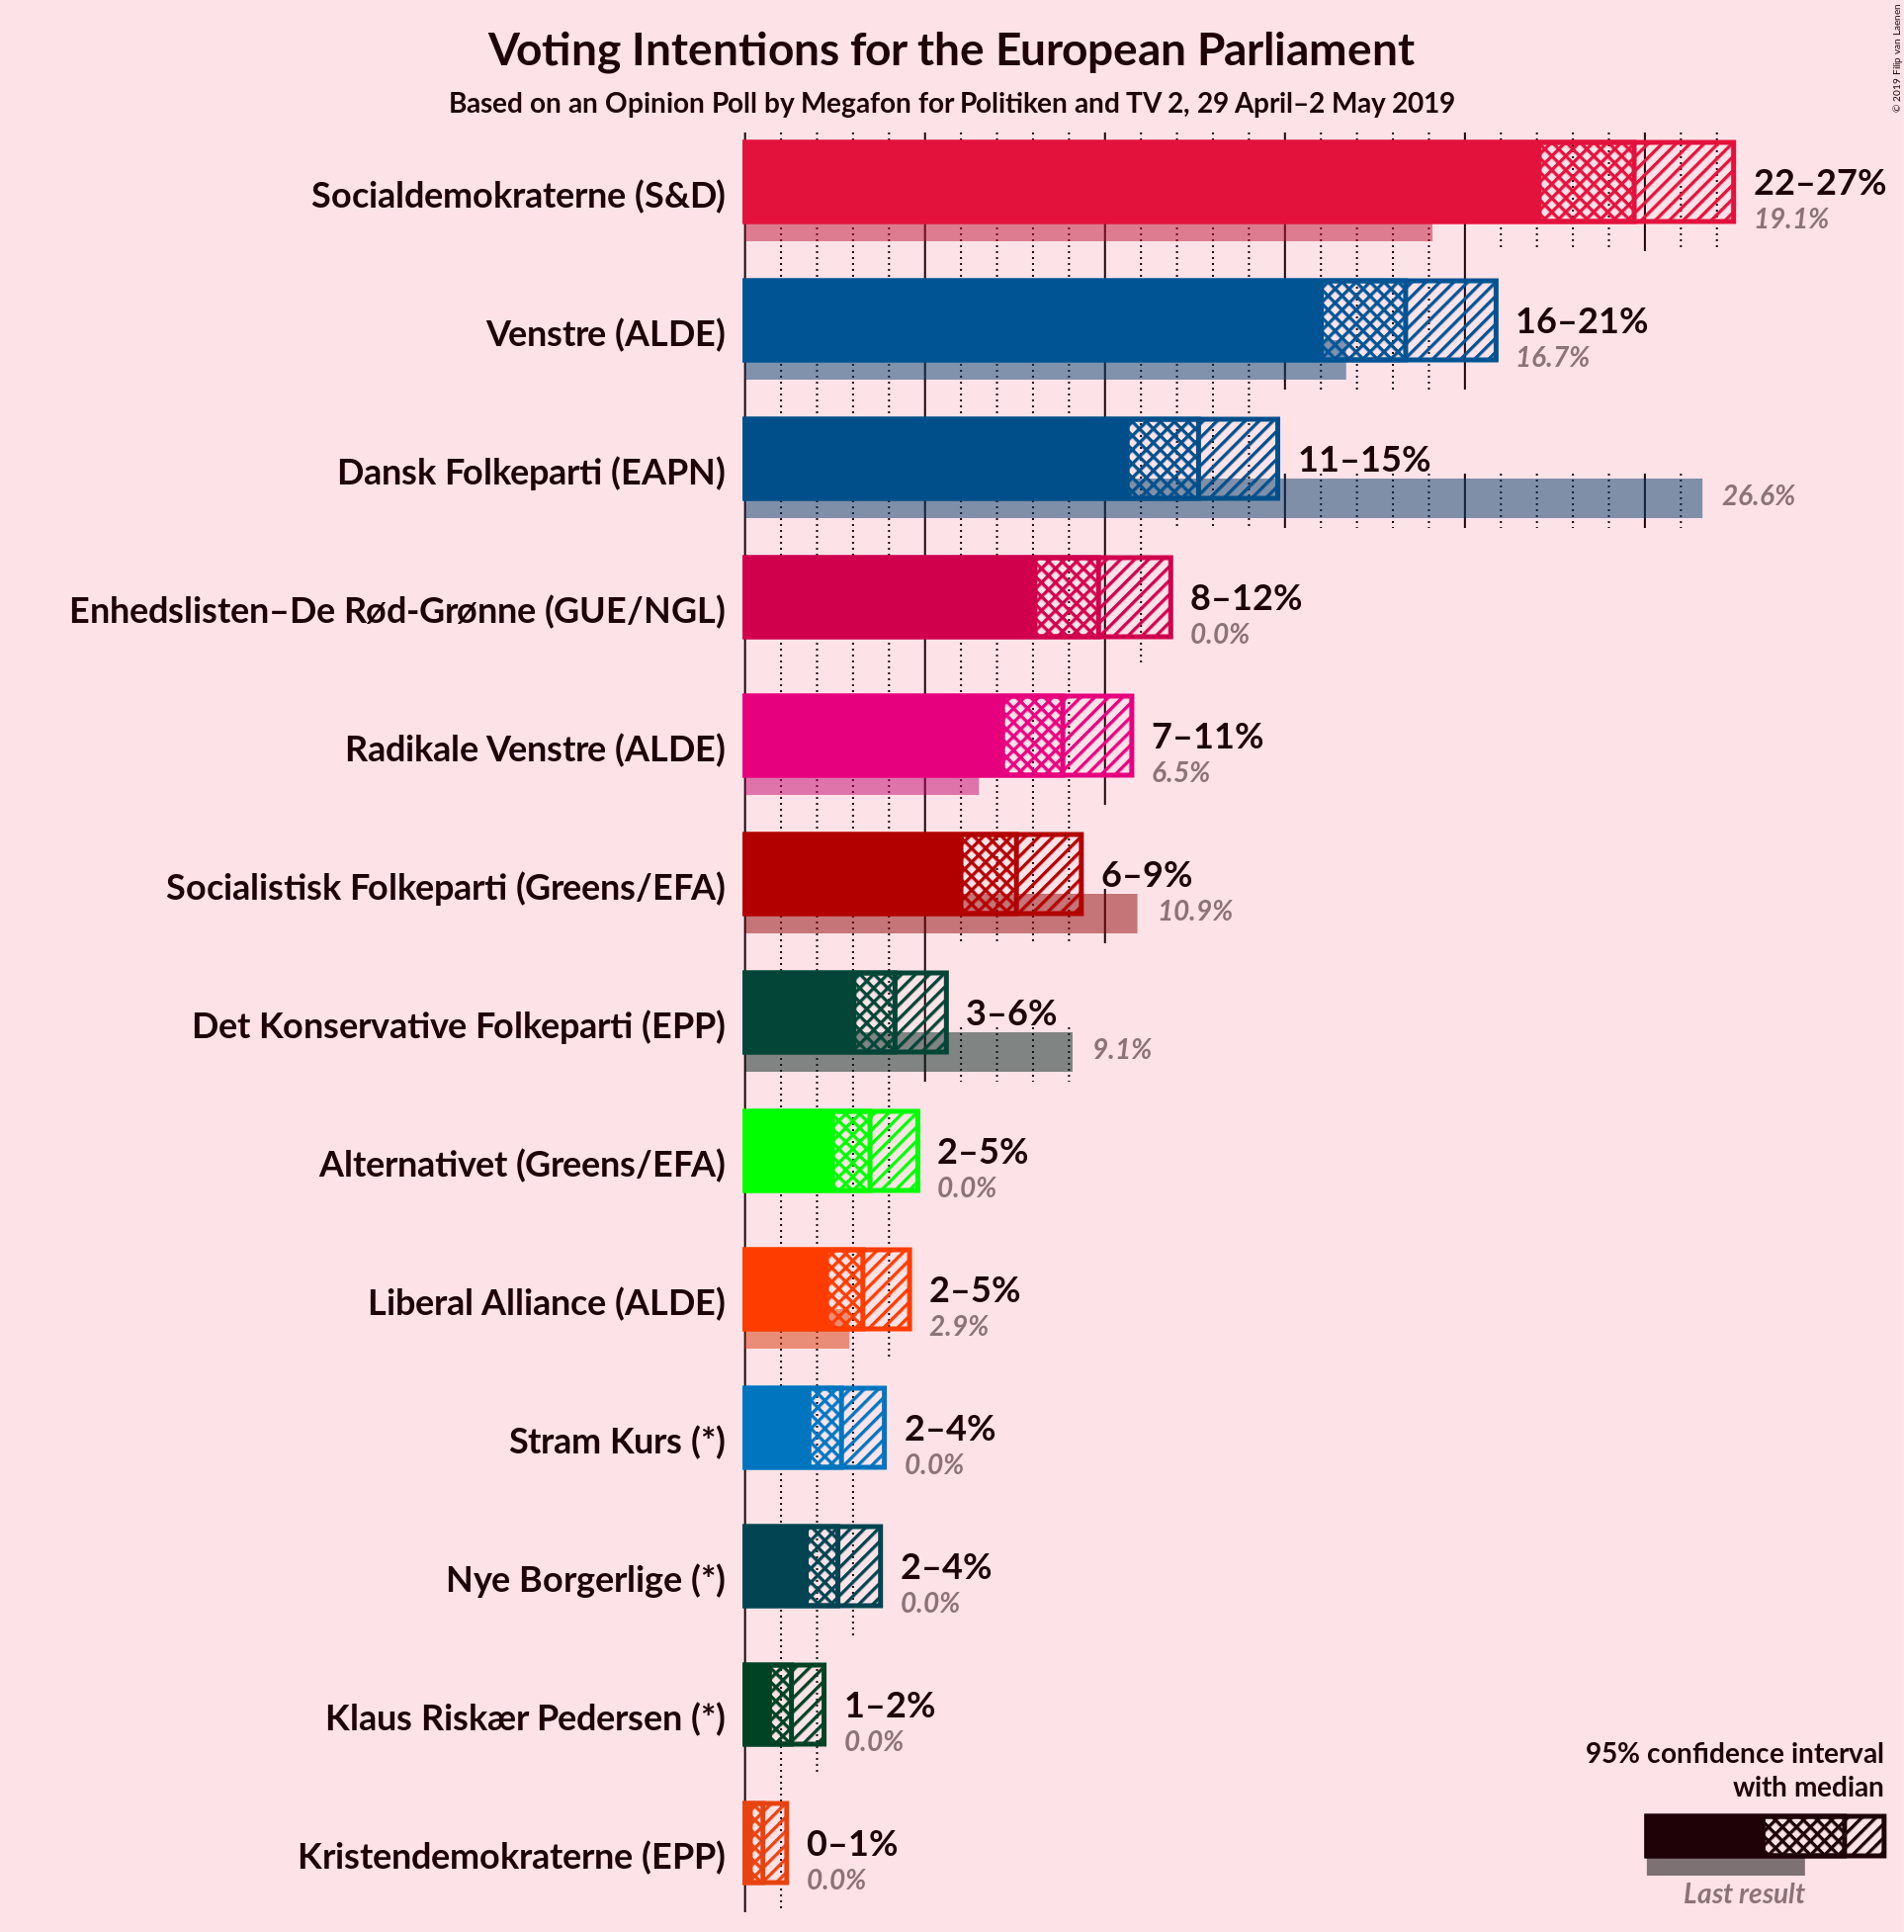 Voting Intentions for the European Parliament
Based on an Opinion Poll by Megafon for Politiken and TV 2, 29 April–2 May 2019
© 2019 Filip van Laenen
Socialdemokraterne (S&D)
22–27%
19.1%
Venstre (ALDE)
16–21%
16.7%
Dansk Folkeparti (EAPN)
11–15%
26.6%
Enhedslisten–De Rød-Grønne (GUE/NGL)
8–12%
0.0%
Radikale Venstre (ALDE)
7–11%
6.5%
Socialistisk Folkeparti (Greens/EFA)
6–9%
10.9%
Det Konservative Folkeparti (EPP)
3–6%
9.1%
Alternativet (Greens/EFA)
2–5%
0.0%
Liberal Alliance (ALDE)
2–5%
2.9%
Stram Kurs (*)
2–4%
0.0%
Nye Borgerlige (*)
2–4%
0.0%
Klaus Riskær Pedersen (*)
1–2%
0.0%
Kristendemokraterne (EPP)
0–1%
0.0%
95% confidence interval
with median
Last result